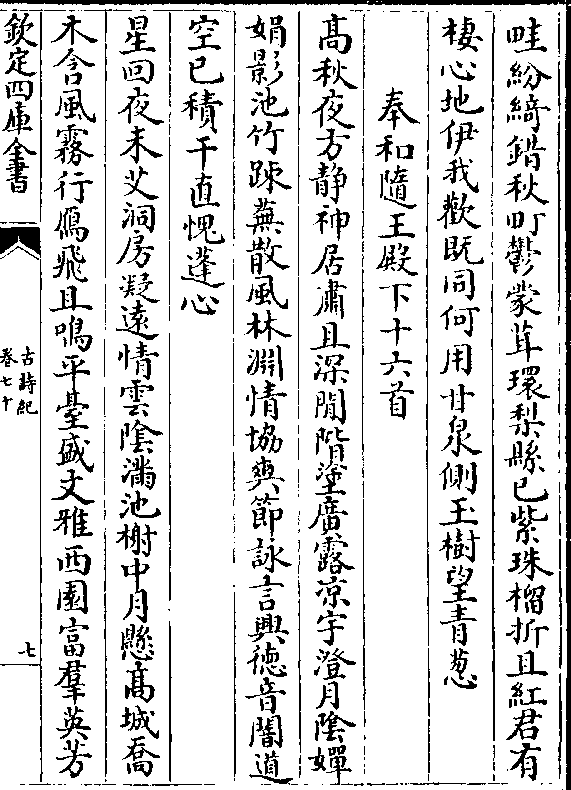 畦紛綺錯秋町鬱蒙茸環梨縣已紫珠榴折且紅君有
棲心地伊我歡既同何用甘泉側玉樹望青葱
奉和隨王殿下十六首
髙秋夜方靜神居肅且深閒階塗廣露凉宇澄月陰嬋
娟影池竹踈蕪散風林淵情協爽節詠言興德音闇道
空已積干直愧蓬心
星回夜未艾洞房凝遠情雲陰滿池榭中月懸髙城喬
木含風霧行鴈飛且鳴平臺盛文雅西園富羣英芳
欽定四庫全書
古詩紀
卷七十
七